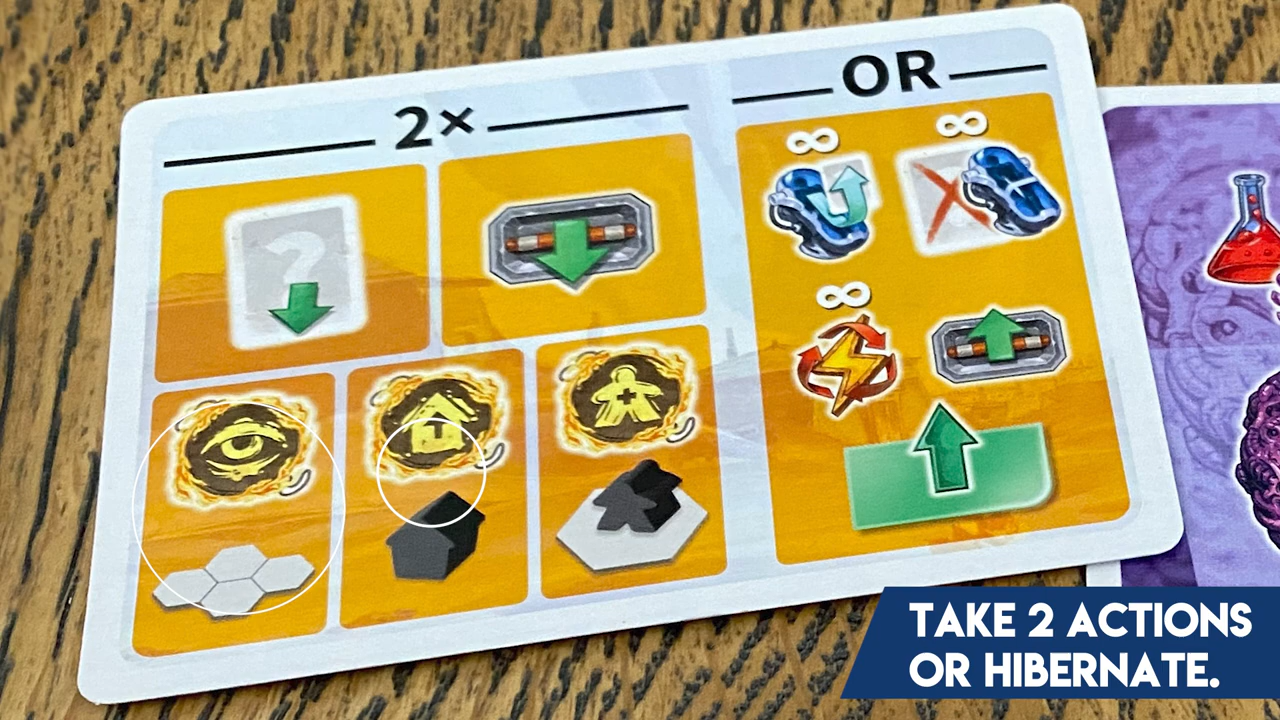 2×
OR
∞
∞
?
∞
TAKE 2 ACTIONS
OR HIBERNATE.